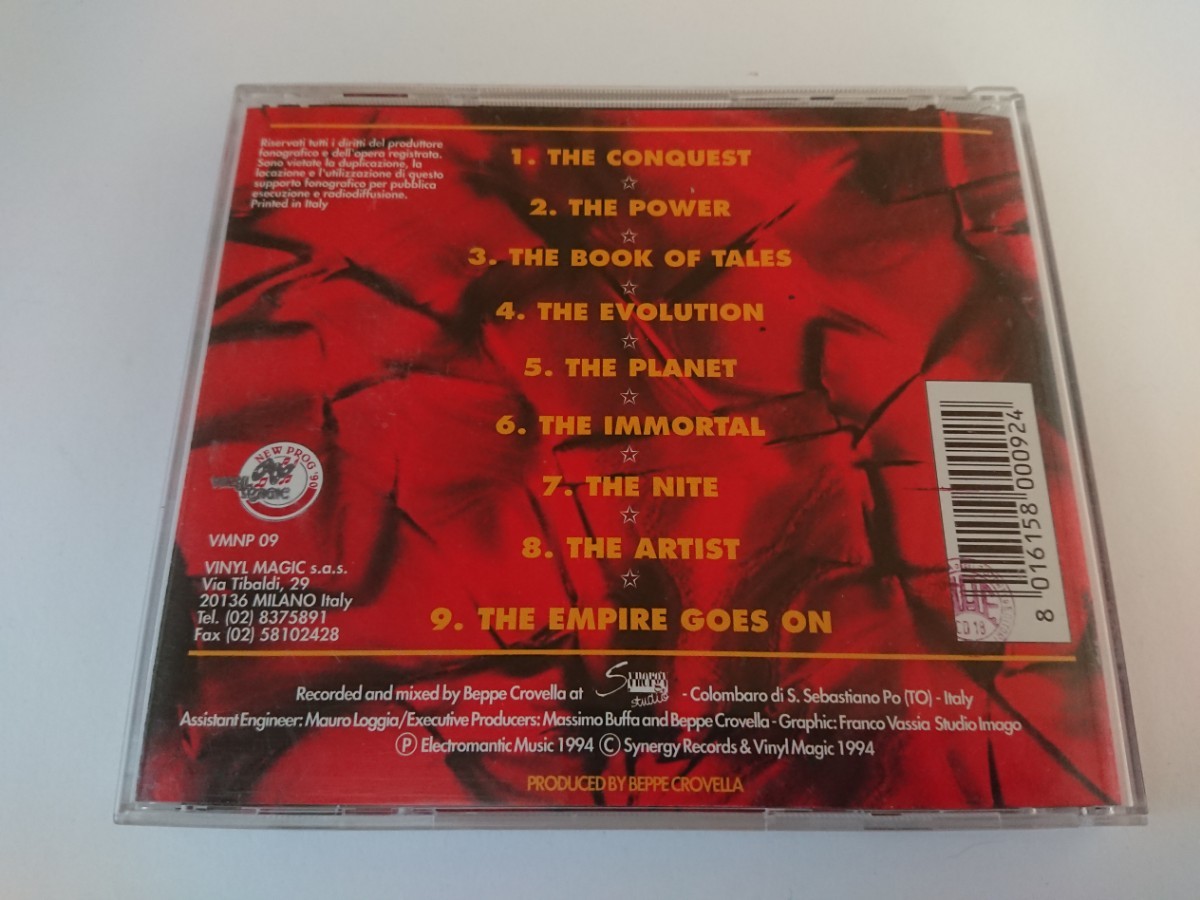 Riservati tutti i diritti del produttore
fonografico e dell'opera registrata.
Sono vietate la duplicazione, la
locazione e l'utilizzazione di questo
supporto fonografico per pubblica
esecuzione e radiodiffusione.
Printed in Italy
1. THE CONQUEST
2. THE POWER
3. THE BOOK OF TALES
4. THE EVOLUTION
5. THE PLANET
6. THE IMMORTAL
7. THE NITE
8. THE ARTIST
9. THE EMPIRE GOES ON
NEW PROG '90
MAGIC
VMNP 09
VINYL MAGIC s.a.s.
Via Tibaldi, 29
20136 MILANO Italy
Tel. (02) 8375891
Fax (02) 58102428
8 016158 000924
CD 18
Recorded and mixed by Beppe Crovella at studio - Colombaro di S. Sebastiano Po (TO) - Italy
Assistant Engineer: Mauro Loggia/Executive Producers: Massimo Buffa and Beppe Crovella - Graphic: Franco Vassia Studio Imago
Ⓟ Electromantic Music 1994 © Synergy Records & Vinyl Magic 1994
PRODUCED BY BEPPE CROVELLA